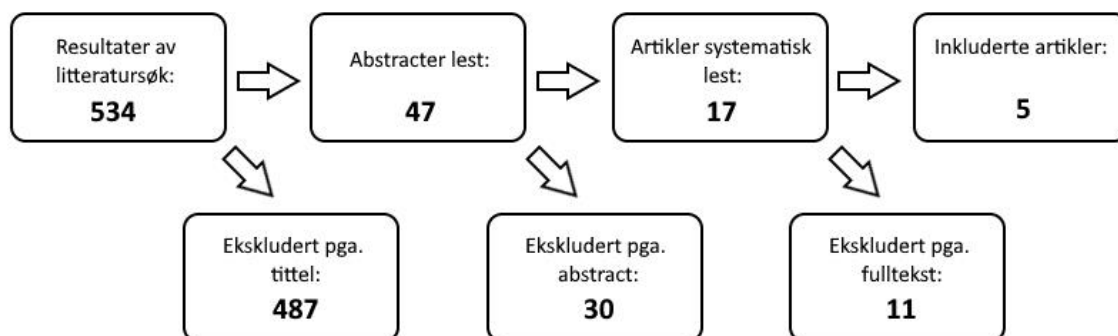 Resultater av
litteratursøk:
534
Abstracter lest:
47
Artikler systematisk
lest:
17
Inkluderte artikler:
5
Ekskludert pga.
tittel:
487
Ekskludert pga.
abstract:
30
Ekskludert pga.
fulltekst:
11